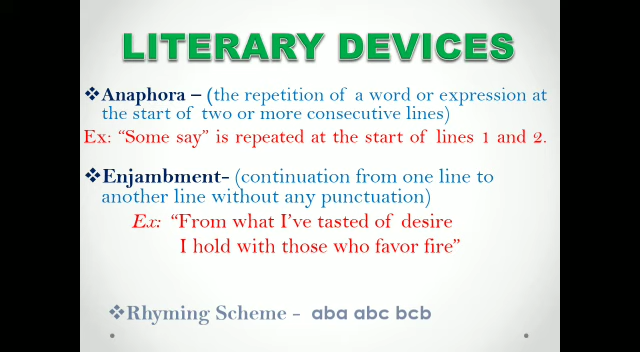 LITERARY DEVICES
❖Anaphora – (the repetition of a word or expression at
the start of two or more consecutive lines)
Ex: “Some say” is repeated at the start of lines 1 and 2.
❖Enjambment- (continuation from one line to
another line without any punctuation)
Ex: “From what I’ve tasted of desire
I hold with those who favor fire”
❖Rhyming Scheme - aba abc bcb